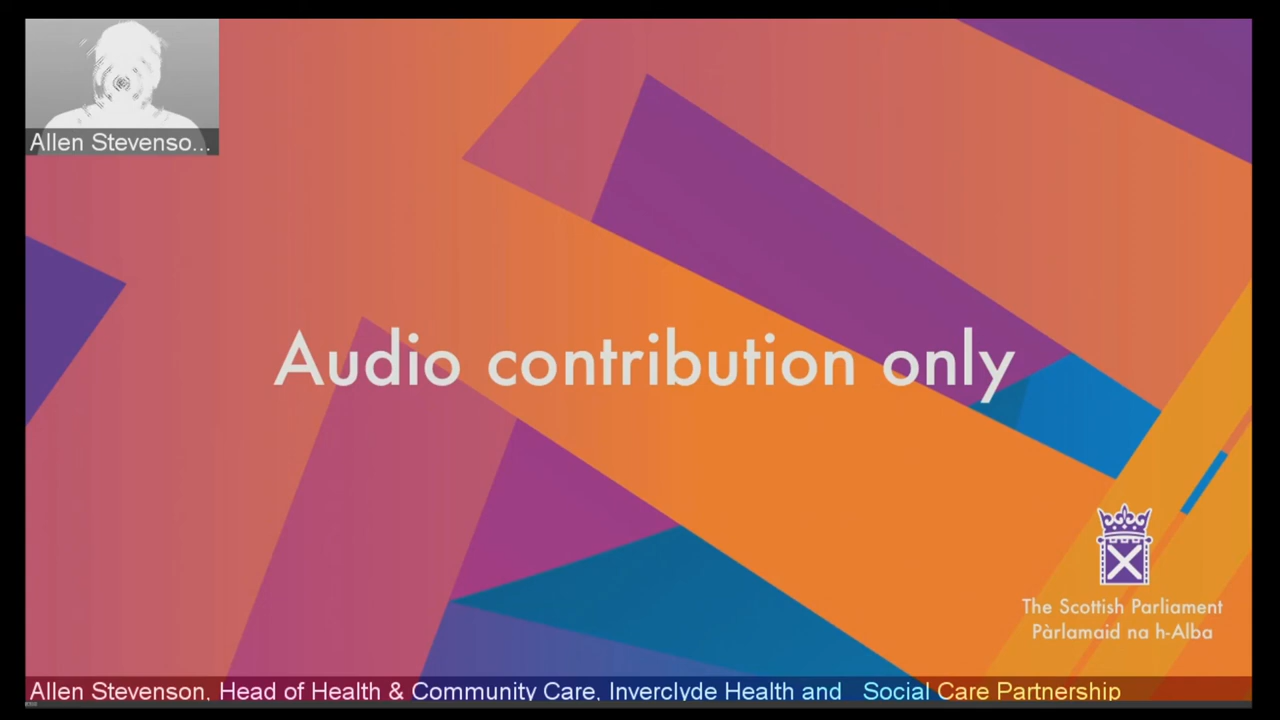 Allen Stevenso...
Audio contribution only
The Scottish Parliament
Pàrlamaid na h-Alba
Allen Stevenson, Head of Health & Community Care, Inverclyde Health and Social Care Partnership